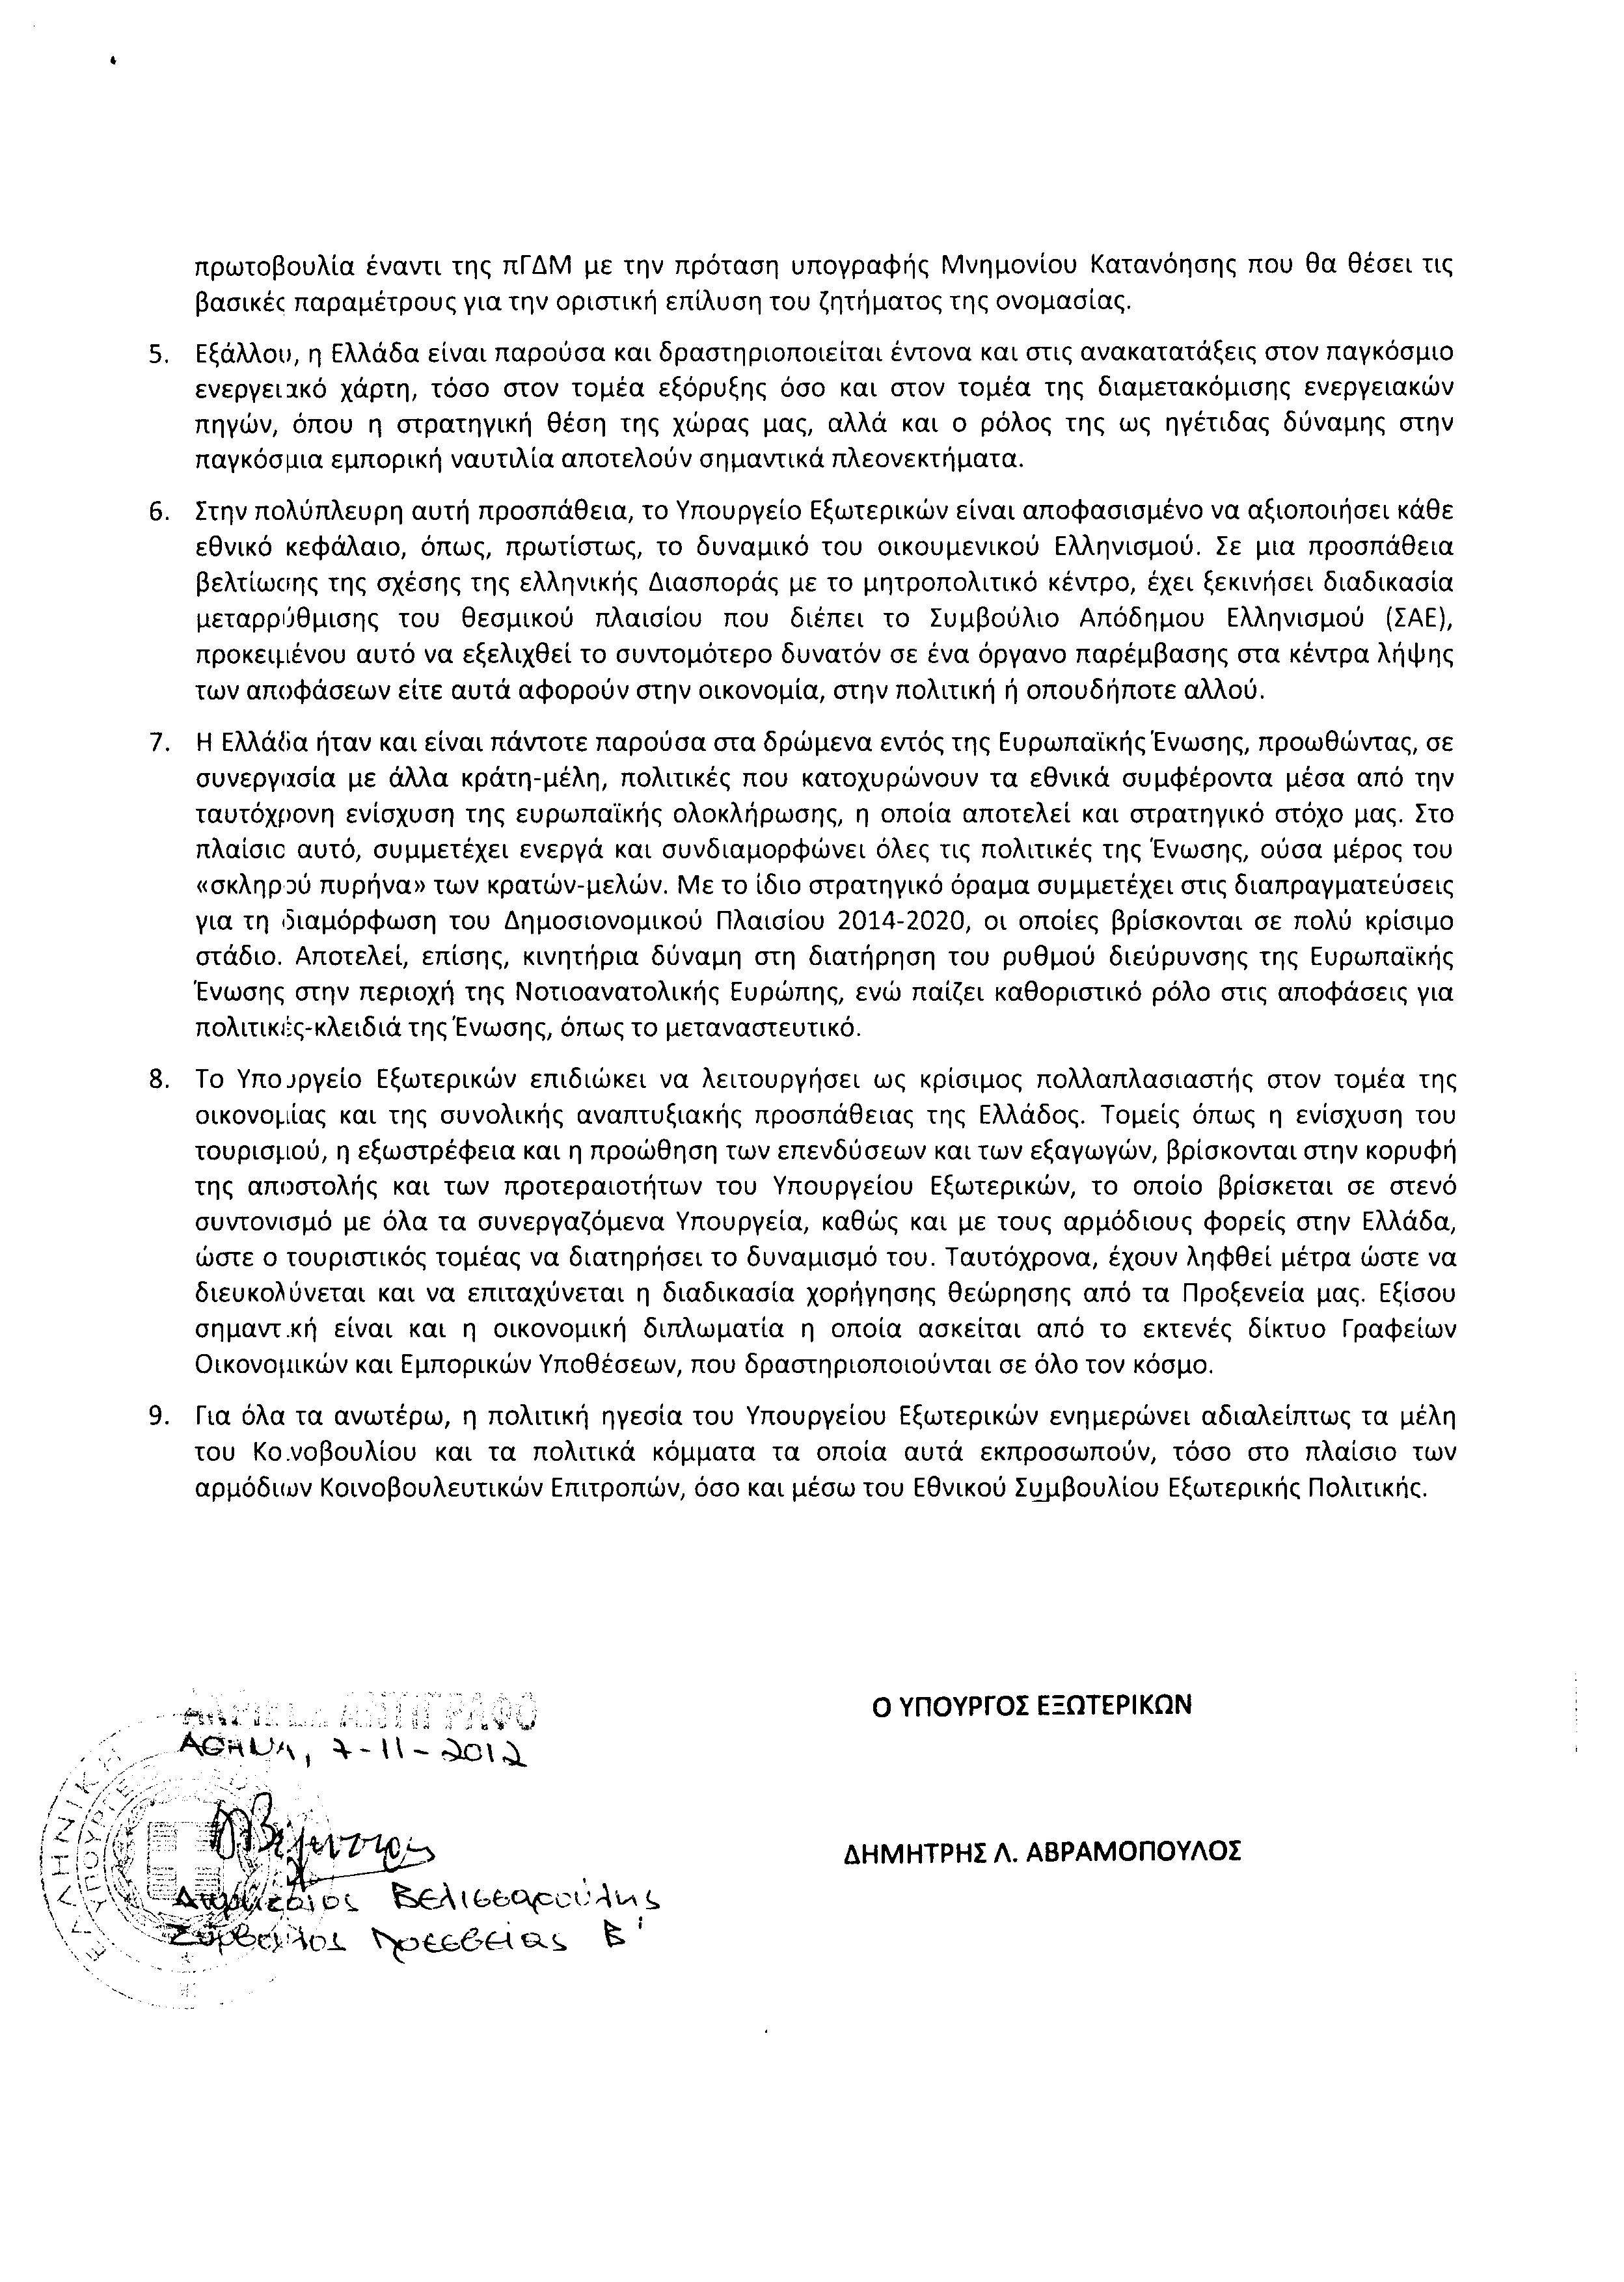 πρωτοβουλία έναντι της πΓΔΜ με την πρόταση υπογραφής Μνημονίου Κατανόησης που θα θέσει τις
βασικές παραμέτρους για την οριστική επίλυση του ζητήματος της ονομασίας.
5. Εξάλλου, η Ελλάδα είναι παρούσα και δραστηριοποιείται έντονα και στις ανακατατάξεις στον παγκόσμιο
ενεργειακό χάρτη, τόσο στον τομέα εξόρυξης όσο και στον τομέα της διαμετακόμισης ενεργειακών
πηγών, όπου η στρατηγική θέση της χώρας μας, αλλά και ο ρόλος της ως ηγέτιδας δύναμης στην
παγκόσμια εμπορική ναυτιλία αποτελούν σημαντικά πλεονεκτήματα.
6. Στην πολύπλευρη αυτή προσπάθεια, το Υπουργείο Εξωτερικών είναι αποφασισμένο να αξιοποιήσει κάθε
εθνικό κεφάλαιο, όπως, πρωτίστως, το δυναμικό του οικουμενικού Ελληνισμού. Σε μια προσπάθεια
βελτίωσης της σχέσης της ελληνικής Διασποράς με το μητροπολιτικό κέντρο, έχει ξεκινήσει διαδικασία
μεταρρύθμισης του θεσμικού πλαισίου που διέπει το Συμβούλιο Απόδημου Ελληνισμού (ΣΑΕ),
προκειμένου αυτό να εξελιχθεί το συντομότερο δυνατόν σε ένα όργανο παρέμβασης στα κέντρα λήψης
των αποφάσεων είτε αυτά αφορούν στην οικονομία, στην πολιτική ή οπουδήποτε αλλού.
7. Η Ελλάδα ήταν και είναι πάντοτε παρούσα στα δρώμενα εντός της Ευρωπαϊκής Ένωσης, προωθώντας, σε
συνεργασία με άλλα κράτη-μέλη, πολιτικές που κατοχυρώνουν τα εθνικά συμφέροντα μέσα από την
ταυτόχρονη ενίσχυση της ευρωπαϊκής ολοκλήρωσης, η οποία αποτελεί και στρατηγικό στόχο μας. Στο
πλαίσιο αυτό, συμμετέχει ενεργά και συνδιαμορφώνει όλες τις πολιτικές της Ένωσης, ούσα μέρος του
«σκληρού πυρήνα» των κρατών-μελών. Με το ίδιο στρατηγικό όραμα συμμετέχει στις διαπραγματεύσεις
για τη διαμόρφωση του Δημοσιονομικού Πλαισίου 2014-2020, οι οποίες βρίσκονται σε πολύ κρίσιμο
στάδιο. Αποτελεί, επίσης, κινητήρια δύναμη στη διατήρηση του ρυθμού διεύρυνσης της Ευρωπαϊκής
Ένωσης στην περιοχή της Νοτιοανατολικής Ευρώπης, ενώ παίζει καθοριστικό ρόλο στις αποφάσεις για
πολιτικές-κλειδιά της Ένωσης, όπως το μεταναστευτικό.
8. Το Υπουργείο Εξωτερικών επιδιώκει να λειτουργήσει ως κρίσιμος πολλαπλασιαστής στον τομέα της
οικονομίας και της συνολικής αναπτυξιακής προσπάθειας της Ελλάδος. Τομείς όπως η ενίσχυση του
τουρισμού, η εξωστρέφεια και η προώθηση των επενδύσεων και των εξαγωγών, βρίσκονται στην κορυφή
της αποστολής και των προτεραιοτήτων του Υπουργείου Εξωτερικών, το οποίο βρίσκεται σε στενό
συντονισμό με όλα τα συνεργαζόμενα Υπουργεία, καθώς και με τους αρμόδιους φορείς στην Ελλάδα,
ώστε ο τουριστικός τομέας να διατηρήσει το δυναμισμό του. Ταυτόχρονα, έχουν ληφθεί μέτρα ώστε να
διευκολύνεται και να επιταχύνεται η διαδικασία χορήγησης θεώρησης από τα Προξενεία μας. Εξίσου
σημαντική είναι και η οικονομική διπλωματία η οποία ασκείται από το εκτενές δίκτυο Γραφείων
Οικονομικών και Εμπορικών Υποθέσεων, που δραστηριοποιούνται σε όλο τον κόσμο.
9. Για όλα τα ανωτέρω, η πολιτική ηγεσία του Υπουργείου Εξωτερικών ενημερώνει αδιαλείπτως τα μέλη
του Κοινοβουλίου και τα πολιτικά κόμματα τα οποία αυτά εκπροσωπούν, τόσο στο πλαίσιο των
αρμόδιων Κοινοβουλευτικών Επιτροπών, όσο και μέσω του Εθνικού Συμβουλίου Εξωτερικής Πολιτικής.
Ο ΥΠΟΥΡΓΟΣ ΕΞΩΤΕΡΙΚΩΝ
ΑΘΗΝΑ, 7-11-2012
ΔΗΜΗΤΡΗΣ Λ. ΑΒΡΑΜΟΠΟΥΛΟΣ
Δημήτριος Βελισσαρούλης
Σύμβουλος Πρεσβείας Β'